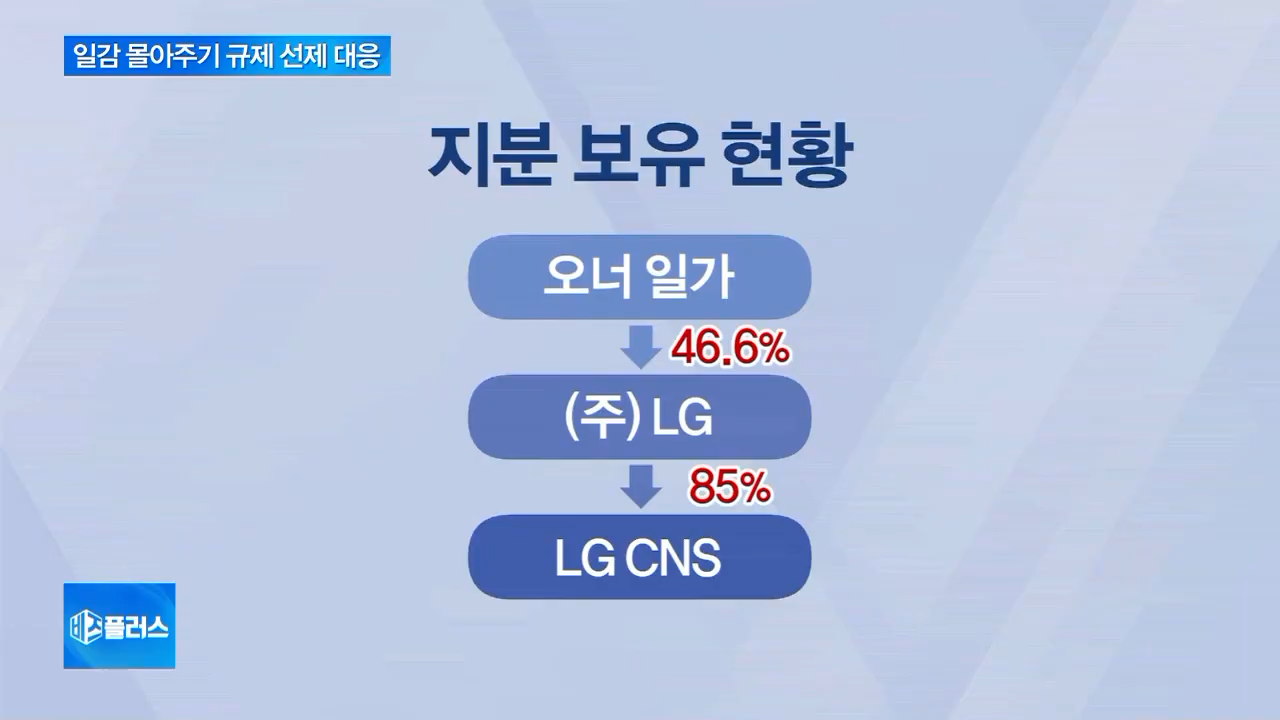 일감 몰아주기 규제 선제 대응
지분 보유 현황
오너 일가
46.6%
(주) LG
85%
LG CNS
비즈플러스